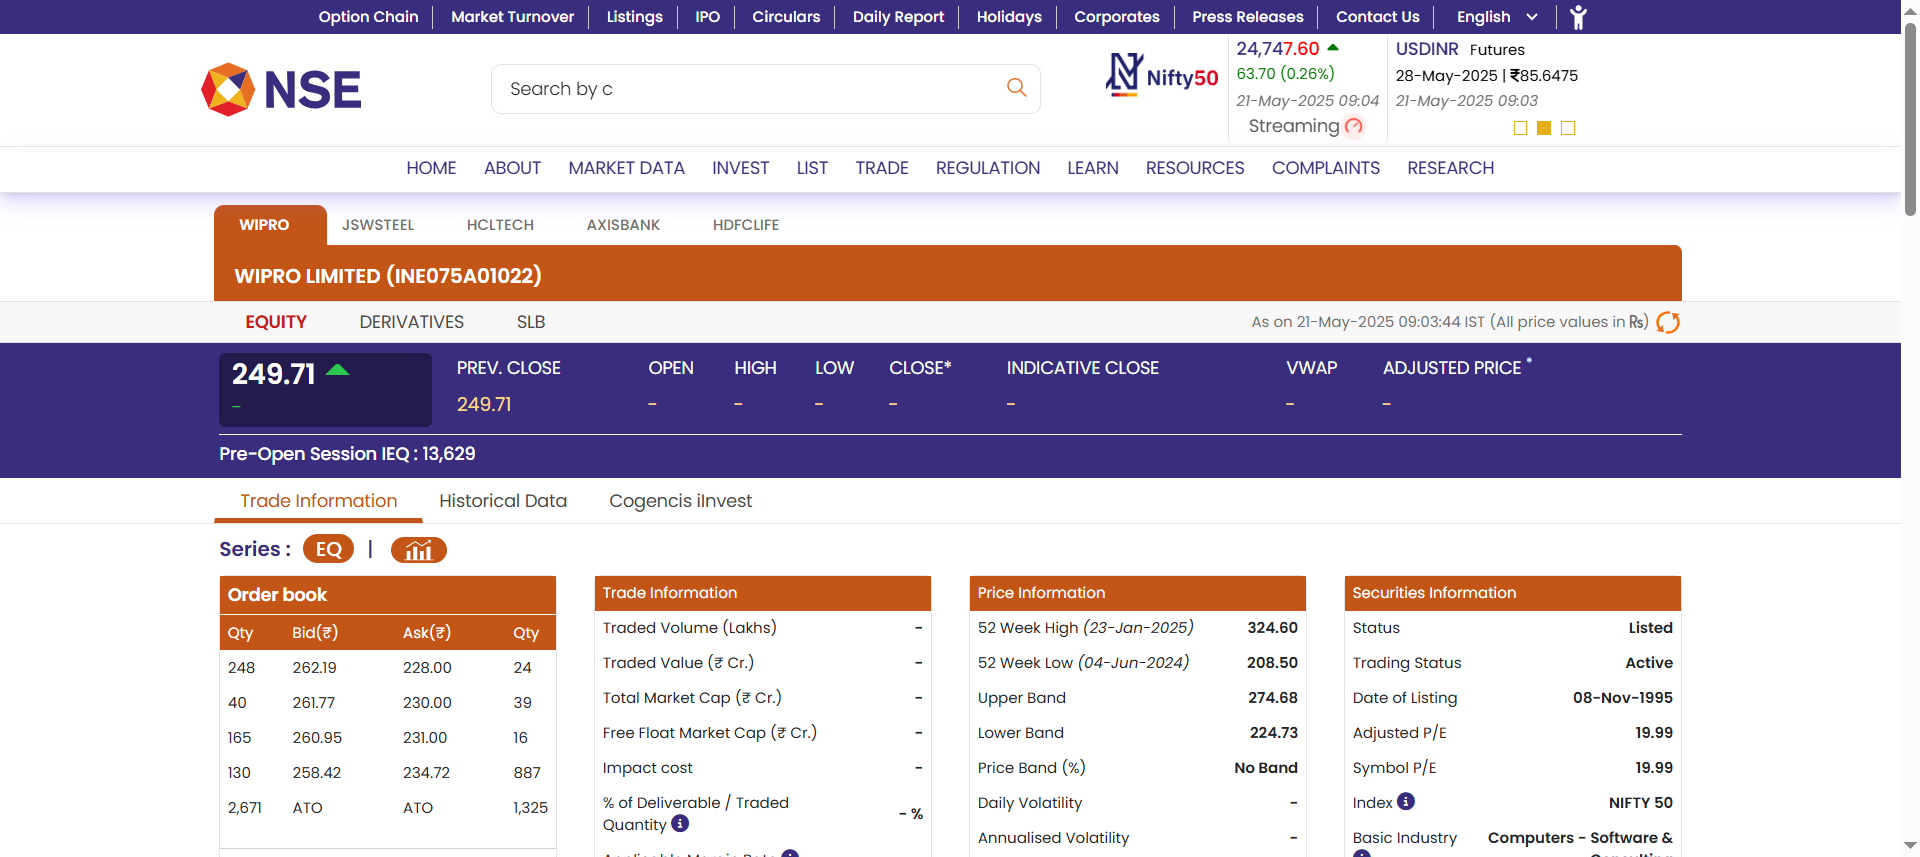 Option Chain Market Turnover Listings IPO Circulars Daily Report Holidays Corporates Press Releases Contact Us English
NSE
Search by c
Nifty50
24,747.60
63.70 (0.26%)
21-May-2025 09:04
Streaming
USDINR Futures
28-May-2025 | ₹85.6475
21-May-2025 09:03
HOME ABOUT MARKET DATA INVEST LIST TRADE REGULATION LEARN RESOURCES COMPLAINTS RESEARCH
WIPRO JSWSTEEL HCLTECH AXISBANK HDFCLIFE
WIPRO LIMITED (INE075A01022)
EQUITY DERIVATIVES SLB As on 21-May-2025 09:03:44 IST (All price values in ₨)
249.71
-
PREV. CLOSE OPEN HIGH LOW CLOSE* INDICATIVE CLOSE VWAP ADJUSTED PRICE *
249.71 - - - - - - -
Pre-Open Session IEQ : 13,629
Trade Information Historical Data Cogencis iInvest
Series : EQ |
Order book
Qty Bid(₹) Ask(₹) Qty
248 262.19 228.00 24
40 261.77 230.00 39
165 260.95 231.00 16
130 258.42 234.72 887
2,671 ATO ATO 1,325
Trade Information
Traded Volume (Lakhs) -
Traded Value (₹ Cr.) -
Total Market Cap (₹ Cr.) -
Free Float Market Cap (₹ Cr.) -
Impact cost -
% of Deliverable / Traded
Quantity - %
Applicable Margin Rate
Price Information
52 Week High (23-Jan-2025) 324.60
52 Week Low (04-Jun-2024) 208.50
Upper Band 274.68
Lower Band 224.73
Price Band (%) No Band
Daily Volatility -
Annualised Volatility -
Securities Information
Status Listed
Trading Status Active
Date of Listing 08-Nov-1995
Adjusted P/E 19.99
Symbol P/E 19.99
Index NIFTY 50
Basic Industry Computers - Software &
Consulting